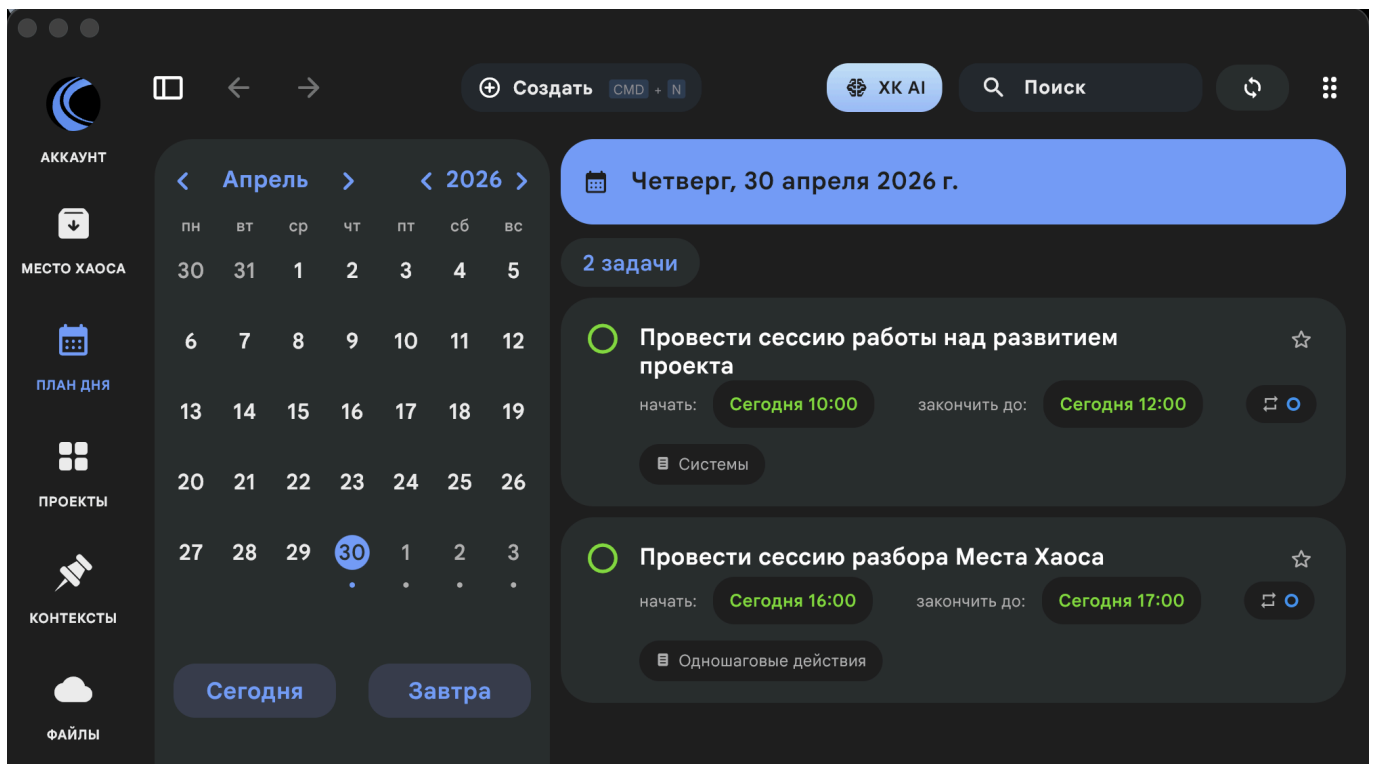 Создать CMD + N
ХК AI
Поиск
АККАУНТ
МЕСТО ХАОСА
ПЛАН ДНЯ
ПРОЕКТЫ
КОНТЕКСТЫ
ФАЙЛЫ
Апрель 2026
пн вт ср чт пт сб вс
30 31 1 2 3 4 5
6 7 8 9 10 11 12
13 14 15 16 17 18 19
20 21 22 23 24 25 26
27 28 29 30 1 2 3
Сегодня Завтра
Четверг, 30 апреля 2026 г.
2 задачи
Провести сессию работы над развитием
проекта
начать: Сегодня 10:00 закончить до: Сегодня 12:00
Системы
Провести сессию разбора Места Хаоса
начать: Сегодня 16:00 закончить до: Сегодня 17:00
Одношаговые действия